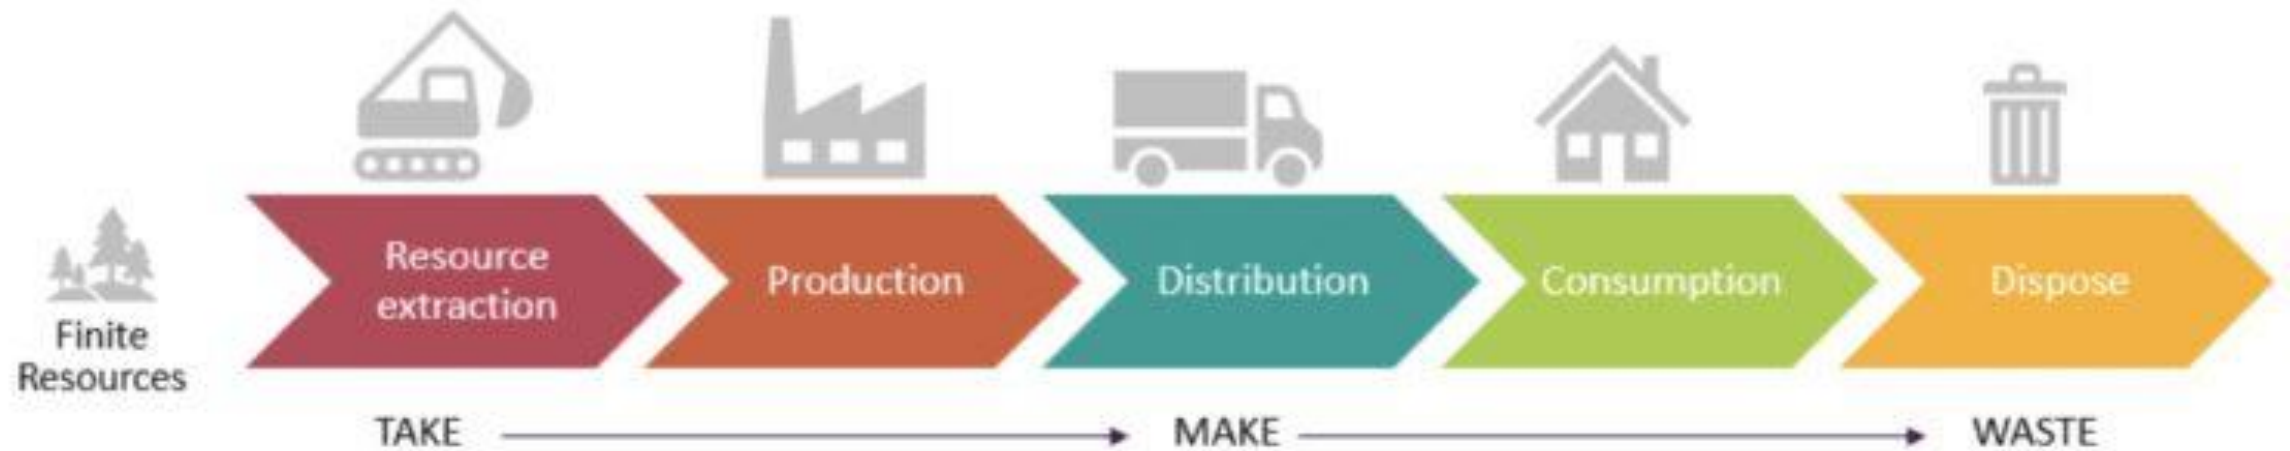 Finite
Resources
Resource
extraction
Production
Distribution
Consumption
Dispose
TAKE
MAKE
WASTE